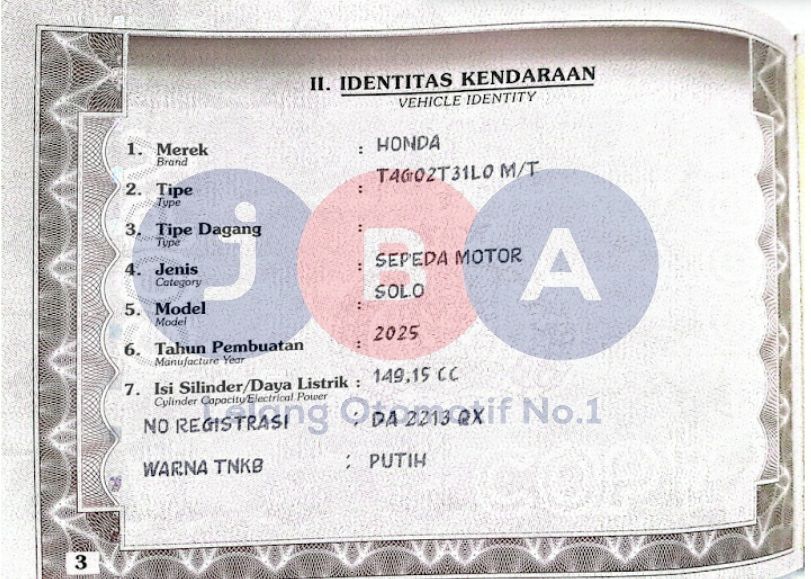 II. IDENTITAS KENDARAAN
VEHICLE IDENTITY
1. Merek : HONDA
Brand
2. Tipe : T4G02T31L0 M/T
Type
3. Tipe Dagang :
Type
4. Jenis : SEPEDA MOTOR
Category
5. Model : SOLO
Model
6. Tahun Pembuatan : 2025
Manufacture Year
7. Isi Silinder/Daya Listrik : 149,15 CC
Cylinder Capacity/Electrical Power
NO REGISTRASI : DA 2213 QX
WARNA TNKB : PUTIH
JBA
Lelang Otomotif No.1
3